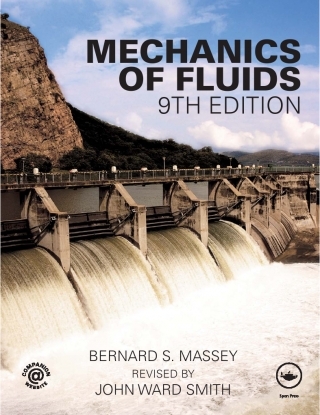 MECHANICS
OF FLUIDS
9TH EDITION
BERNARD S. MASSEY
REVISED BY
JOHN WARD SMITH
COMPANION
@
WEBSITE
Spon Press